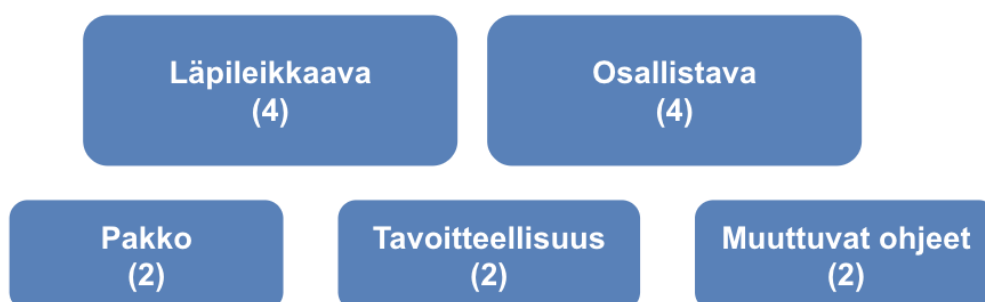 Läpileikkaava
(4)
Osallistava
(4)
Pakko
(2)
Tavoitteellisuus
(2)
Muuttuvat ohjeet
(2)